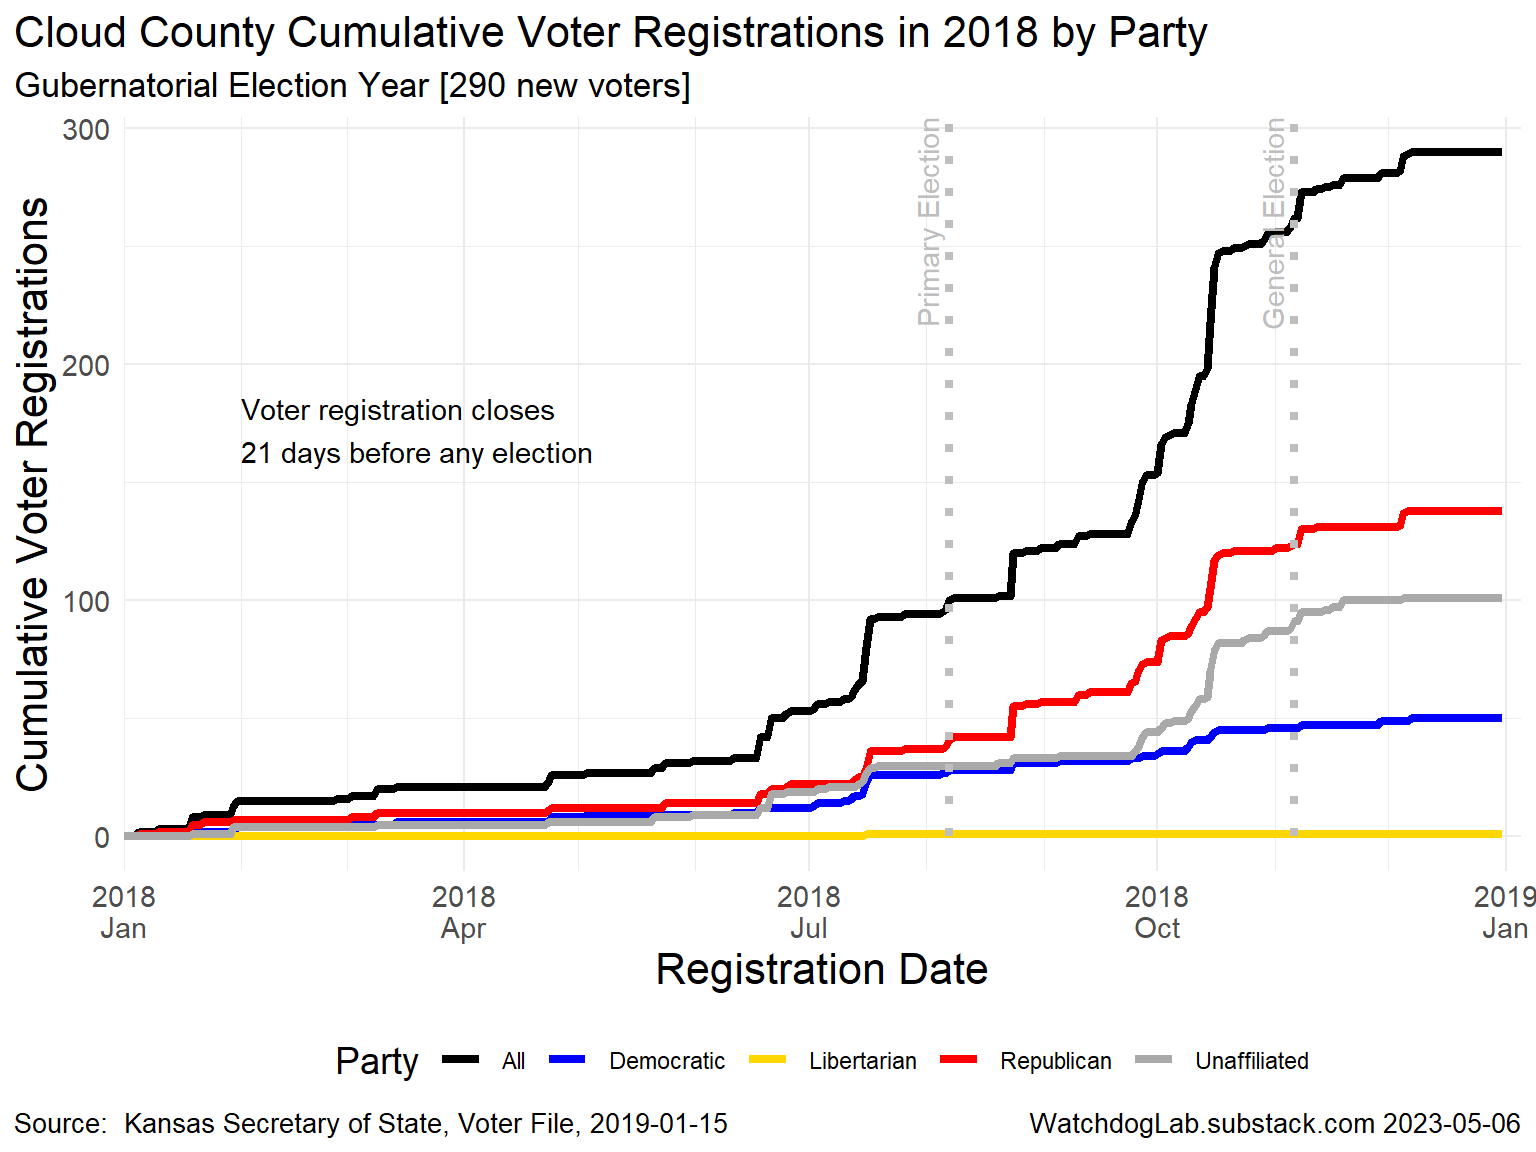 Cloud County Cumulative Voter Registrations in 2018 by Party
Gubernatorial Election Year [290 new voters]
Cumulative Voter Registrations
300
200
100
0
Primary Election
General Election
Voter registration closes
21 days before any election
2018
Jan
2018
Apr
2018
Jul
2018
Oct
2019
Jan
Registration Date
Party All Democratic Libertarian Republican Unaffiliated
Source:  Kansas Secretary of State, Voter File, 2019-01-15
WatchdogLab.substack.com 2023-05-06